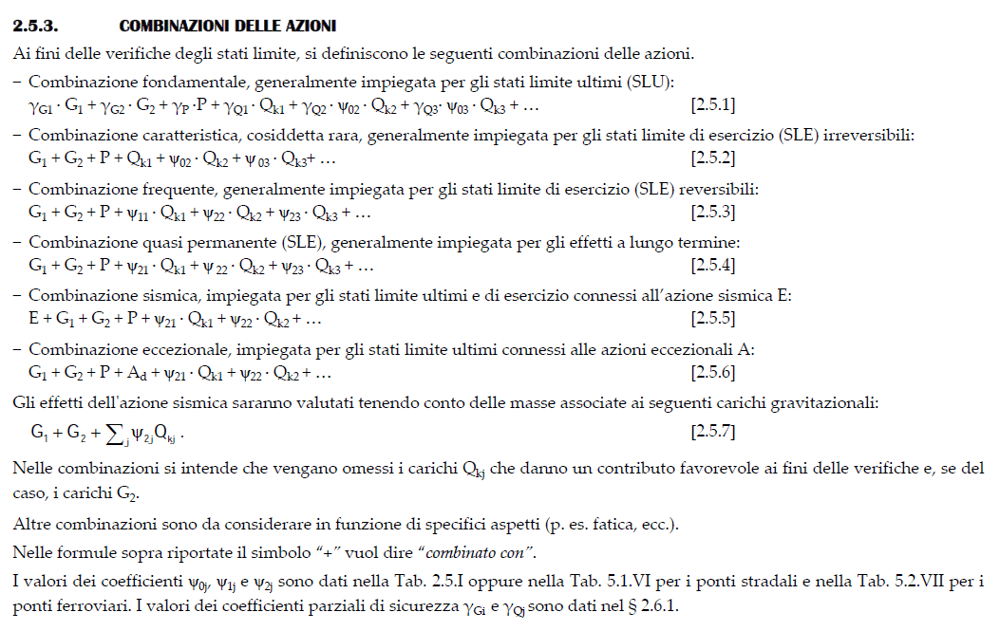 2.5.3. COMBINAZIONI DELLE AZIONI
Ai fini delle verifiche degli stati limite, si definiscono le seguenti combinazioni delle azioni.
– Combinazione fondamentale, generalmente impiegata per gli stati limite ultimi (SLU):
γG1 · G1 + γG2 · G2 + γP ·P + γQ1 · Qk1 + γQ2 · ψ02 · Qk2 + γQ3· ψ03 · Qk3 + … [2.5.1]
– Combinazione caratteristica, cosiddetta rara, generalmente impiegata per gli stati limite di esercizio (SLE) irreversibili:
G1 + G2 + P + Qk1 + ψ02 · Qk2 + ψ03 · Qk3+ … [2.5.2]
– Combinazione frequente, generalmente impiegata per gli stati limite di esercizio (SLE) reversibili:
G1 + G2 + P + ψ11 · Qk1 + ψ22 · Qk2 + ψ23 · Qk3 + … [2.5.3]
– Combinazione quasi permanente (SLE), generalmente impiegata per gli effetti a lungo termine:
G1 + G2 + P + ψ21 · Qk1 + ψ22 · Qk2 + ψ23 · Qk3 + … [2.5.4]
– Combinazione sismica, impiegata per gli stati limite ultimi e di esercizio connessi all’azione sismica E:
E + G1 + G2 + P + ψ21 · Qk1 + ψ22 · Qk2 + … [2.5.5]
– Combinazione eccezionale, impiegata per gli stati limite ultimi connessi alle azioni eccezionali A:
G1 + G2 + P + Ad + ψ21 · Qk1 + ψ22 · Qk2 + … [2.5.6]
Gli effetti dell'azione sismica saranno valutati tenendo conto delle masse associate ai seguenti carichi gravitazionali:
G1 + G2 + ∑j ψ2j Qkj . [2.5.7]
Nelle combinazioni si intende che vengano omessi i carichi Qkj che danno un contributo favorevole ai fini delle verifiche e, se del
caso, i carichi G2.
Altre combinazioni sono da considerare in funzione di specifici aspetti (p. es. fatica, ecc.).
Nelle formule sopra riportate il simbolo “+” vuol dire “combinato con”.
I valori dei coefficienti ψ0j, ψ1j e ψ2j sono dati nella Tab. 2.5.I oppure nella Tab. 5.1.VI per i ponti stradali e nella Tab. 5.2.VII per i
ponti ferroviari. I valori dei coefficienti parziali di sicurezza γGi e γQj sono dati nel § 2.6.1.